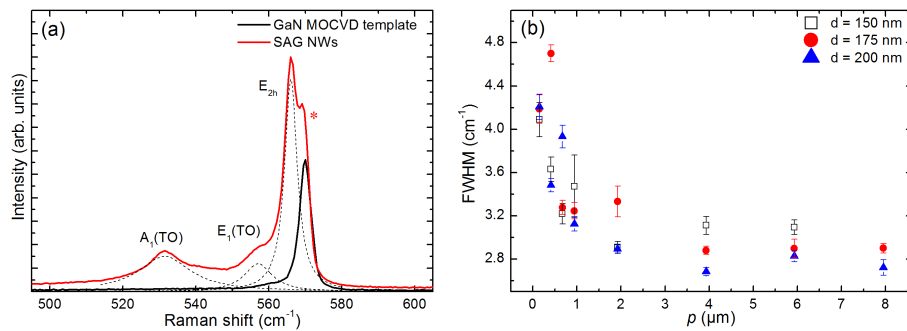 (a)
GaN MOCVD template
SAG NWs
E2h
*
A1(TO)
E1(TO)
Intensity (arb. units)
500 520 540 560 580 600
Raman shift (cm-1)
(b)
d = 150 nm
d = 175 nm
d = 200 nm
4.8
4.4
4.0
3.6
3.2
2.8
FWHM (cm-1)
0 1 2 3 4 5 6 7 8
p (µm)